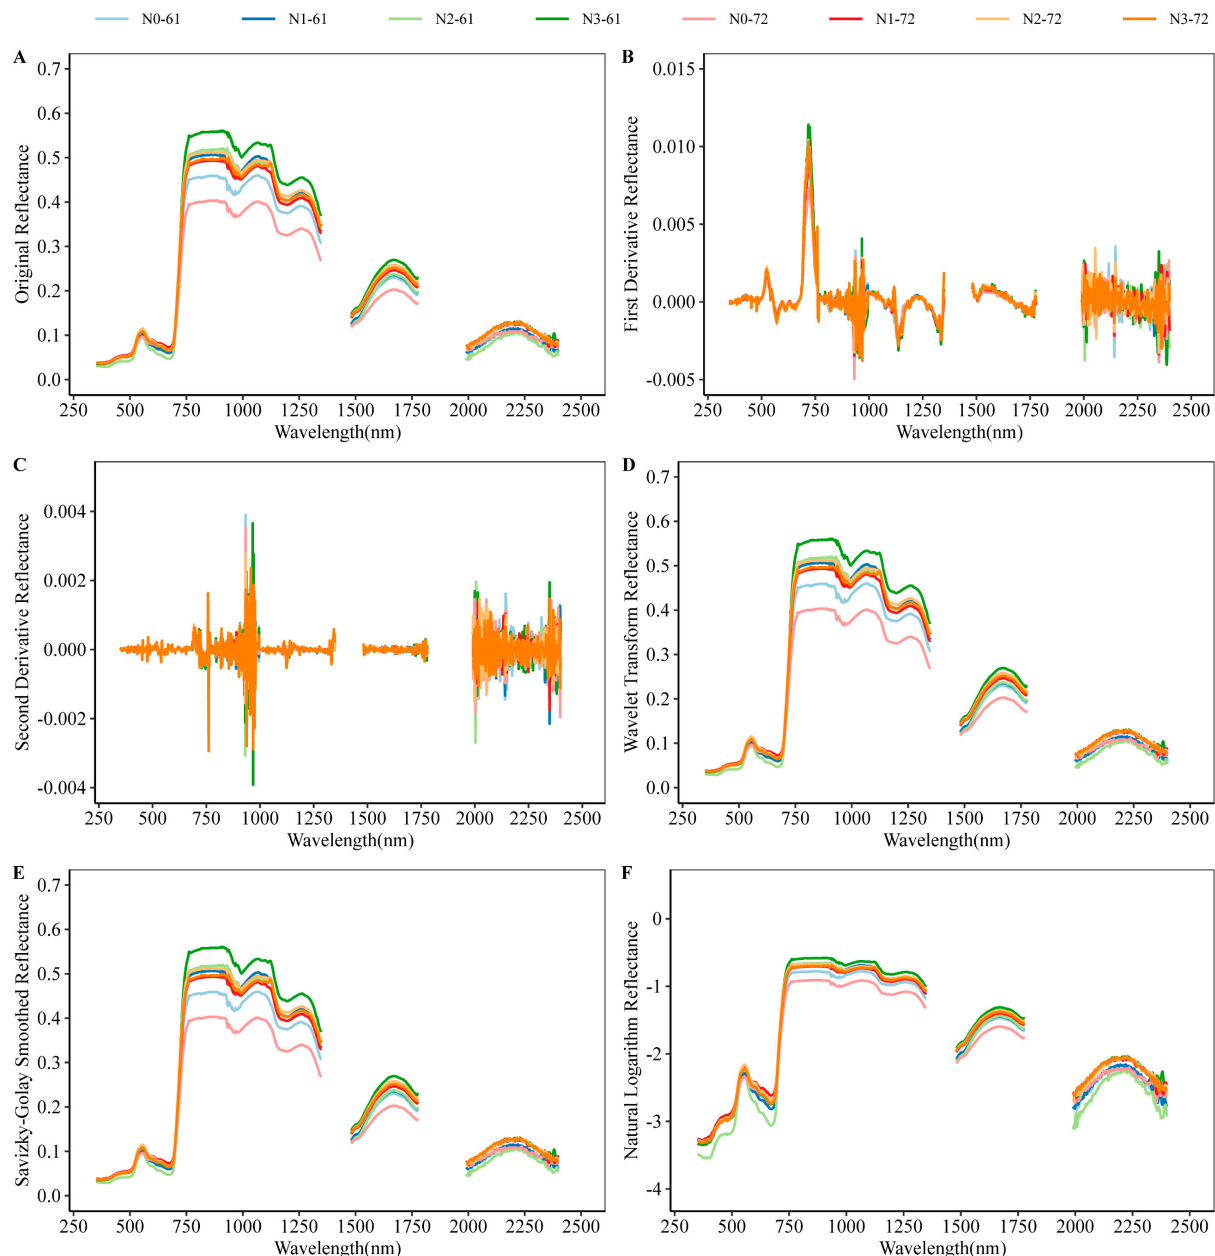 N0-61 N1-61 N2-61 N3-61 N0-72 N1-72 N2-72 N3-72
A
0.7
0.6
0.5
0.4
0.3
0.2
0.1
0.0
Original Reflectance
250 500 750 1000 1250 1500 1750 2000 2250 2500
Wavelength(nm)
B
0.015
0.010
0.005
0.000
-0.005
First Derivative Reflectance
250 500 750 1000 1250 1500 1750 2000 2250 2500
Wavelength(nm)
C
0.004
0.002
0.000
-0.002
-0.004
Second Derivative Reflectance
250 500 750 1000 1250 1500 1750 2000 2250 2500
Wavelength(nm)
D
0.7
0.6
0.5
0.4
0.3
0.2
0.1
0.0
Wavelet Transform Reflectance
250 500 750 1000 1250 1500 1750 2000 2250 2500
Wavelength(nm)
E
0.7
0.6
0.5
0.4
0.3
0.2
0.1
0.0
Savizky-Golay Smoothed Reflectance
250 500 750 1000 1250 1500 1750 2000 2250 2500
Wavelength(nm)
F
0
-1
-2
-3
-4
Natural Logarithm Reflectance
250 500 750 1000 1250 1500 1750 2000 2250 2500
Wavelength(nm)